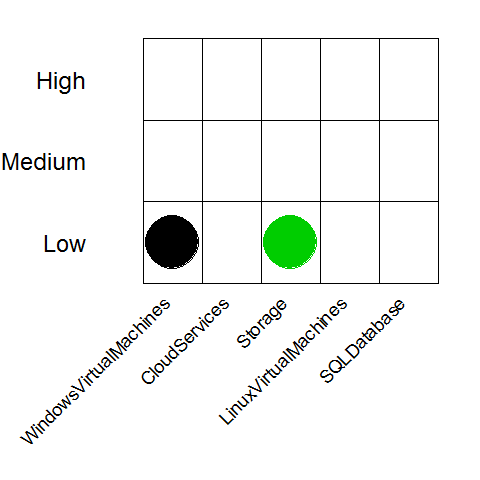 High
Medium
Low
WindowsVirtualMachines
CloudServices
Storage
LinuxVirtualMachines
SQLDatabase